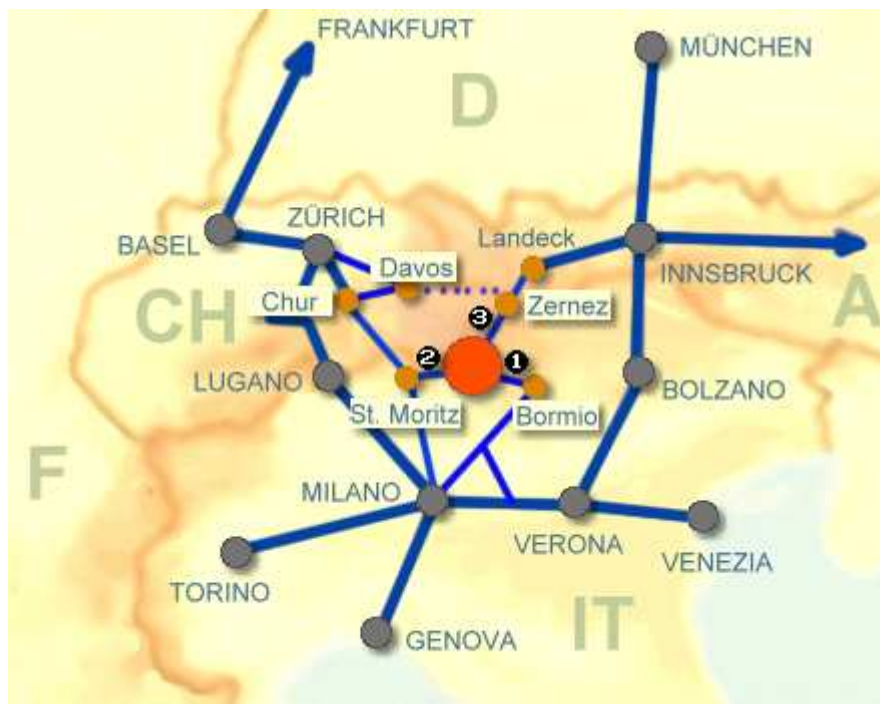 FRANKFURT
MÜNCHEN
D
ZÜRICH
BASEL
Landeck
Davos
INNSBRUCK
CH
Chur
Zernez
A
3
2
1
LUGANO
BOLZANO
St. Moritz
Bormio
F
MILANO
VERONA
VENEZIA
TORINO
IT
GENOVA